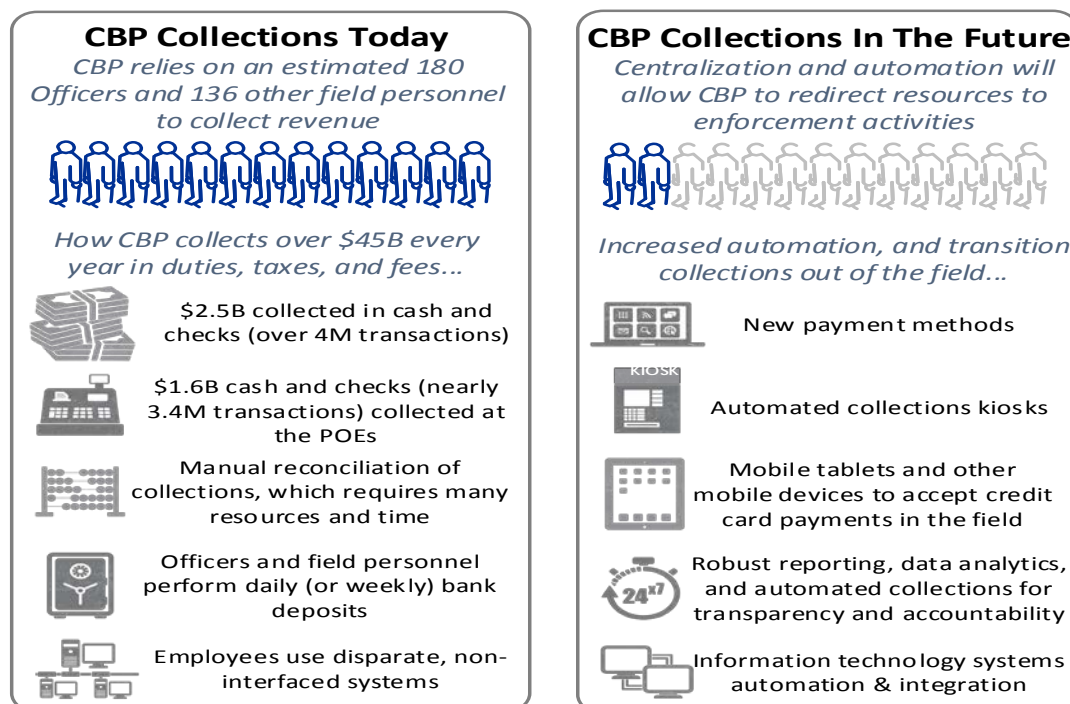 CBP Collections Today
CBP relies on an estimated 180
Officers and 136 other field personnel
to collect revenue
How CBP collects over $45B every
year in duties, taxes, and fees...
$2.5B collected in cash and
checks (over 4M transactions)
$1.6B cash and checks (nearly
3.4M transactions) collected at
the POEs
Manual reconciliation of
collections, which requires many
resources and time
Officers and field personnel
perform daily (or weekly) bank
deposits
Employees use disparate, non-
interfaced systems
CBP Collections In The Future
Centralization and automation will
allow CBP to redirect resources to
enforcement activities
Increased automation, and transition
collections out of the field...
New payment methods
KIOSK
Automated collections kiosks
Mobile tablets and other
mobile devices to accept credit
card payments in the field
24x7
Robust reporting, data analytics,
and automated collections for
transparency and accountability
Information technology systems
automation & integration